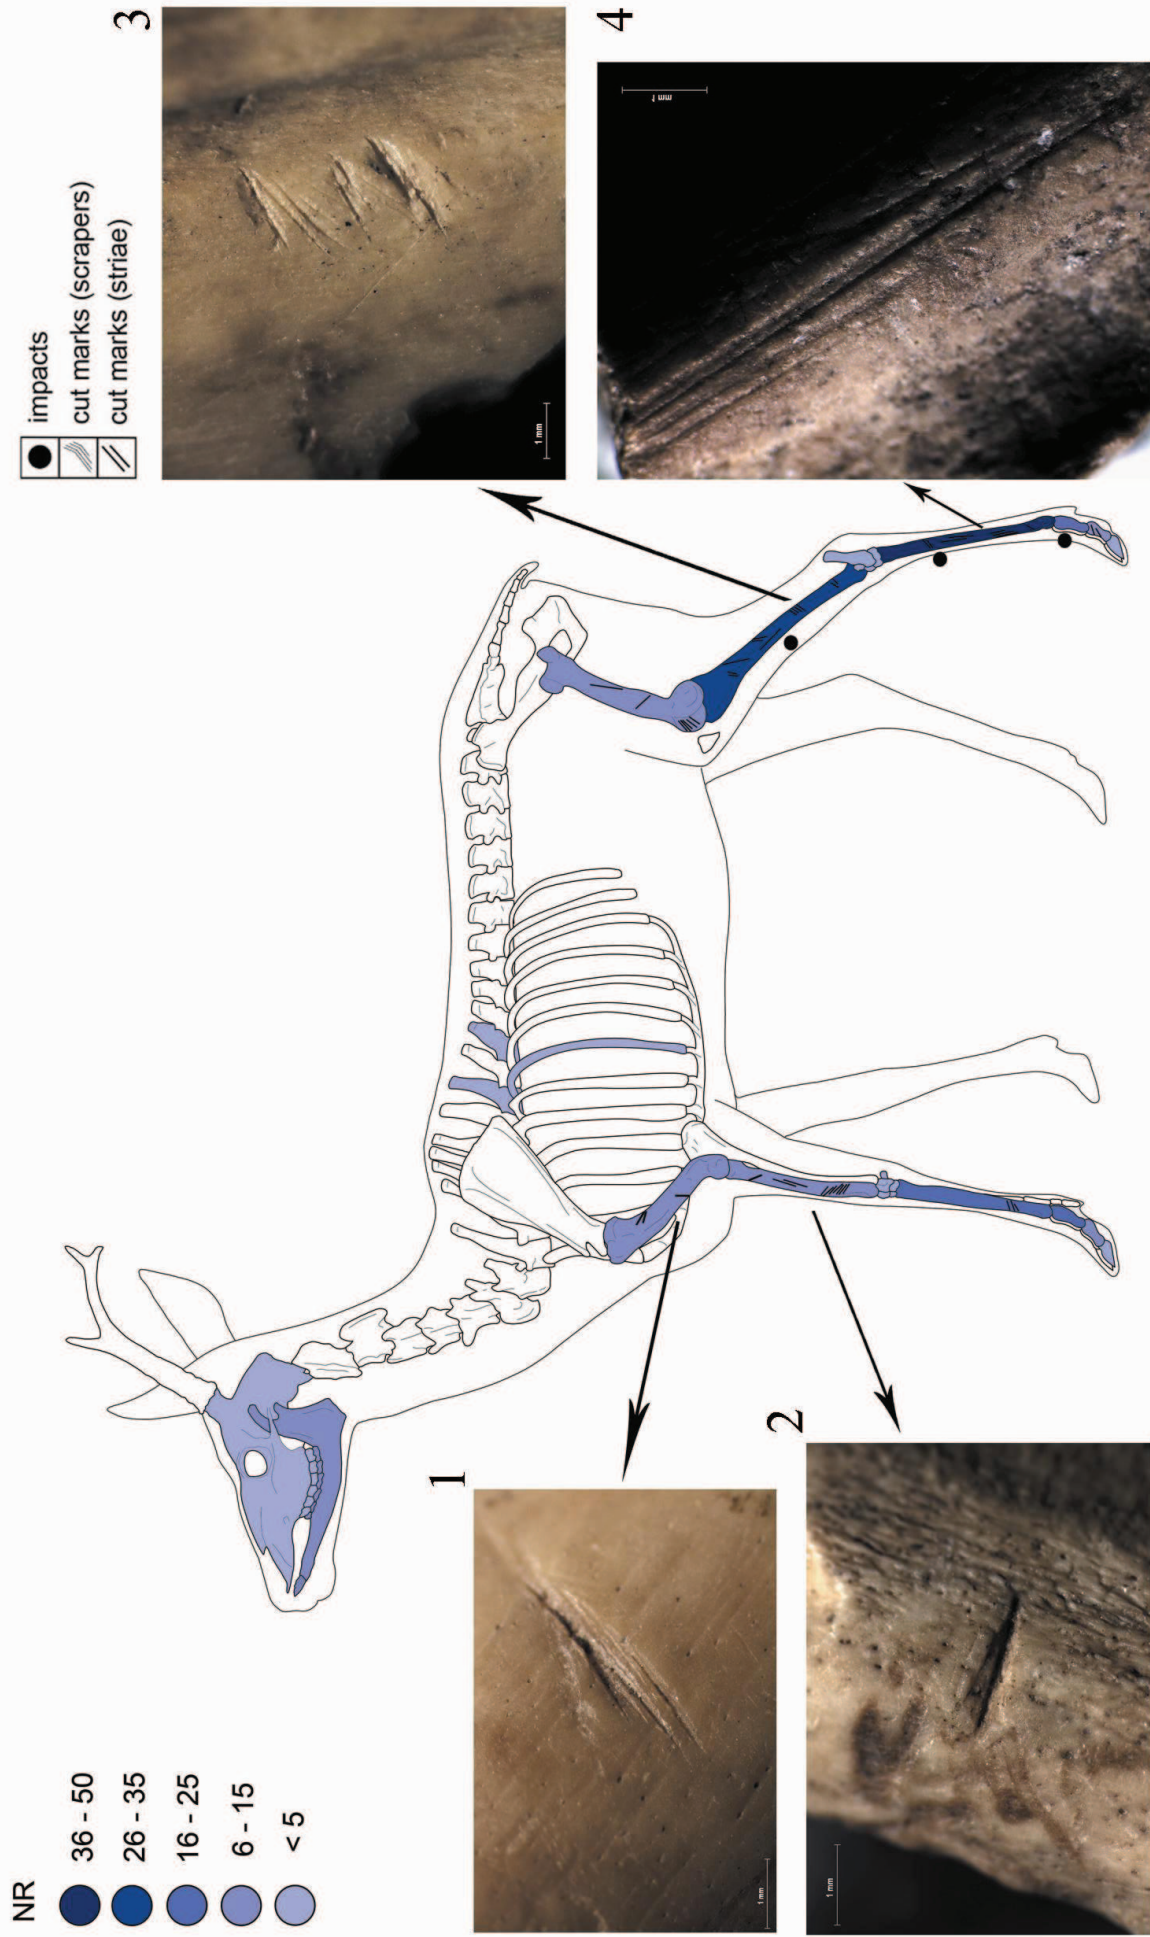 NR
36 - 50
26 - 35
16 - 25
6 - 15
< 5
impacts
cut marks (scrapers)
cut marks (striae)
1
1 mm
2
1 mm
3
1 mm
4
1 mm